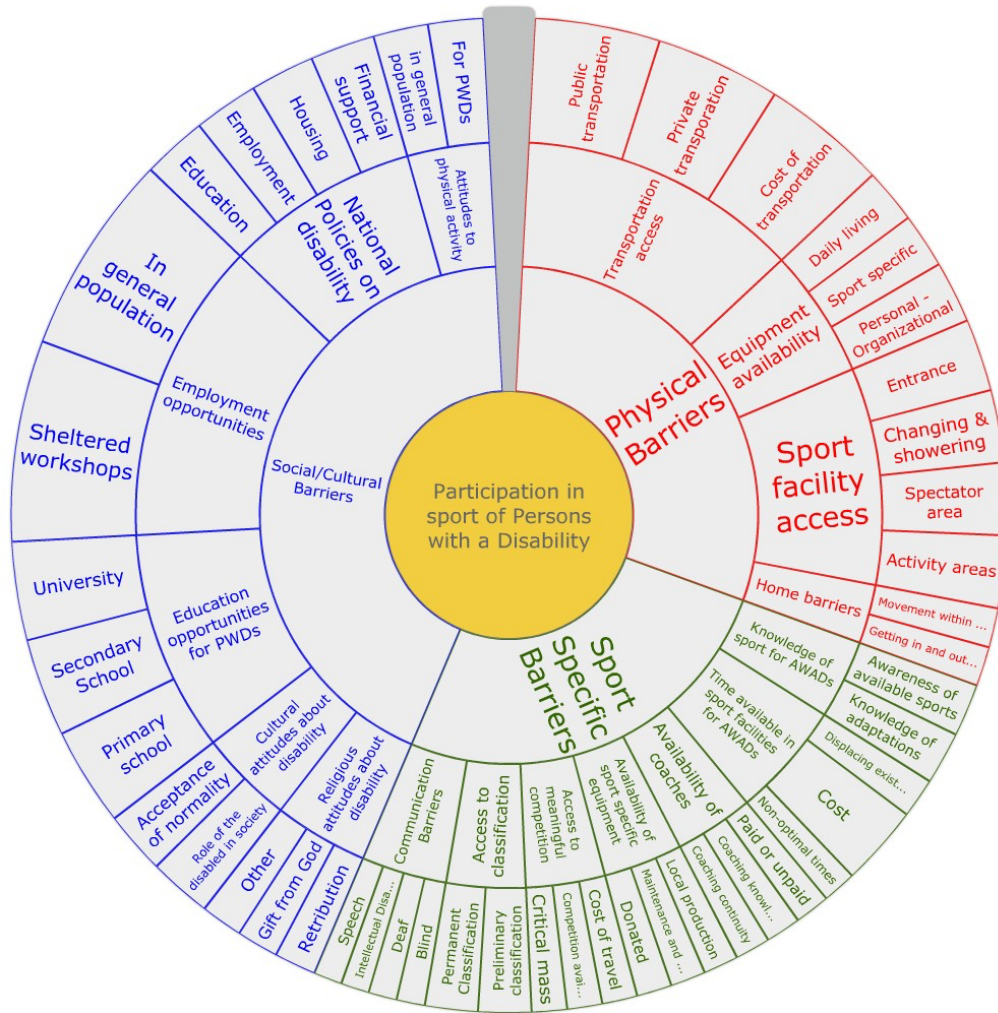 Participation in
sport of Persons
with a Disability
Physical
Barriers
Transportation
access
Public
transportation
Private
transporation
Cost of
transportation
Equipment
availability
Daily living
Sport specific
Personal -
Organizational
Sport
facility
access
Entrance
Changing &
showering
Spectator
area
Activity areas
Home barriers
Movement within ...
Getting in and out...
Sport
Specific
Barriers
Knowledge of
sport for AWADs
Awareness of
available sports
Knowledge of
adaptations
Time available in
sport facilities
for AWADs
Displacing exist...
Cost
Non-optimal times
Availability of
coaches
Paid or unpaid
Coaching knowl...
Coaching continuity
Availability of
sport specific
equipment
Local production
Maintenance and ...
Donated
Access to
meaningful
competition
Cost of travel
Competition avai...
Critical mass
Access to
classification
Preliminary
classification
Permanent
Classification
Communication
Barriers
Blind
Deaf
Intellectual Disa...
Speech
Social/Cultural
Barriers
Religious
attitudes about
disability
Retribution
Gift from God
Other
Cultural
attitudes about
disability
Role of the
disabled in society
Acceptance
of normality
Education
opportunities
for PWDs
Primary
school
Secondary
School
University
Employment
opportunities
Sheltered
workshops
In
general
population
National
Policies on
disability
Education
Employment
Housing
Financial
support
Attitudes to
physical activity
in general
population
For PWDs